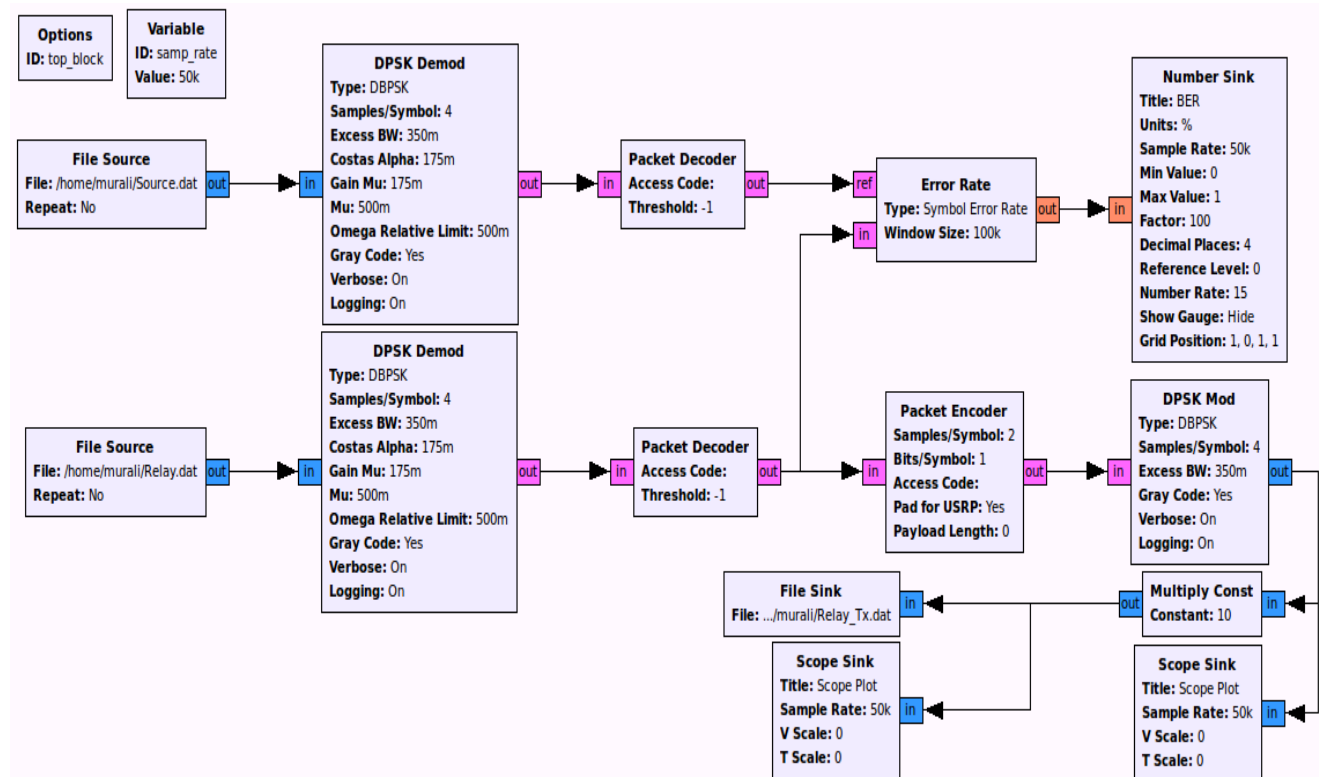 Options
ID: top_block
Variable
ID: samp_rate
Value: 50k
File Source
File: /home/murali/Source.dat
Repeat: No
out
in
DPSK Demod
Type: DBPSK
Samples/Symbol: 4
Excess BW: 350m
Costas Alpha: 175m
Gain Mu: 175m
Mu: 500m
Omega Relative Limit: 500m
Gray Code: Yes
Verbose: On
Logging: On
out
in
Packet Decoder
Access Code:
Threshold: -1
out
ref
in
Error Rate
Type: Symbol Error Rate
Window Size: 100k
out
in
Number Sink
Title: BER
Units: %
Sample Rate: 50k
Min Value: 0
Max Value: 1
Factor: 100
Decimal Places: 4
Reference Level: 0
Number Rate: 15
Show Gauge: Hide
Grid Position: 1, 0, 1, 1
File Source
File: /home/murali/Relay.dat
Repeat: No
out
in
DPSK Demod
Type: DBPSK
Samples/Symbol: 4
Excess BW: 350m
Costas Alpha: 175m
Gain Mu: 175m
Mu: 500m
Omega Relative Limit: 500m
Gray Code: Yes
Verbose: On
Logging: On
out
in
Packet Decoder
Access Code:
Threshold: -1
out
in
Packet Encoder
Samples/Symbol: 2
Bits/Symbol: 1
Access Code:
Pad for USRP: Yes
Payload Length: 0
out
in
DPSK Mod
Type: DBPSK
Samples/Symbol: 4
Excess BW: 350m
Gray Code: Yes
Verbose: On
Logging: On
out
File Sink
File: .../murali/Relay_Tx.dat
in
out
Multiply Const
Constant: 10
in
Scope Sink
Title: Scope Plot
Sample Rate: 50k
V Scale: 0
T Scale: 0
in
Scope Sink
Title: Scope Plot
Sample Rate: 50k
V Scale: 0
T Scale: 0
in